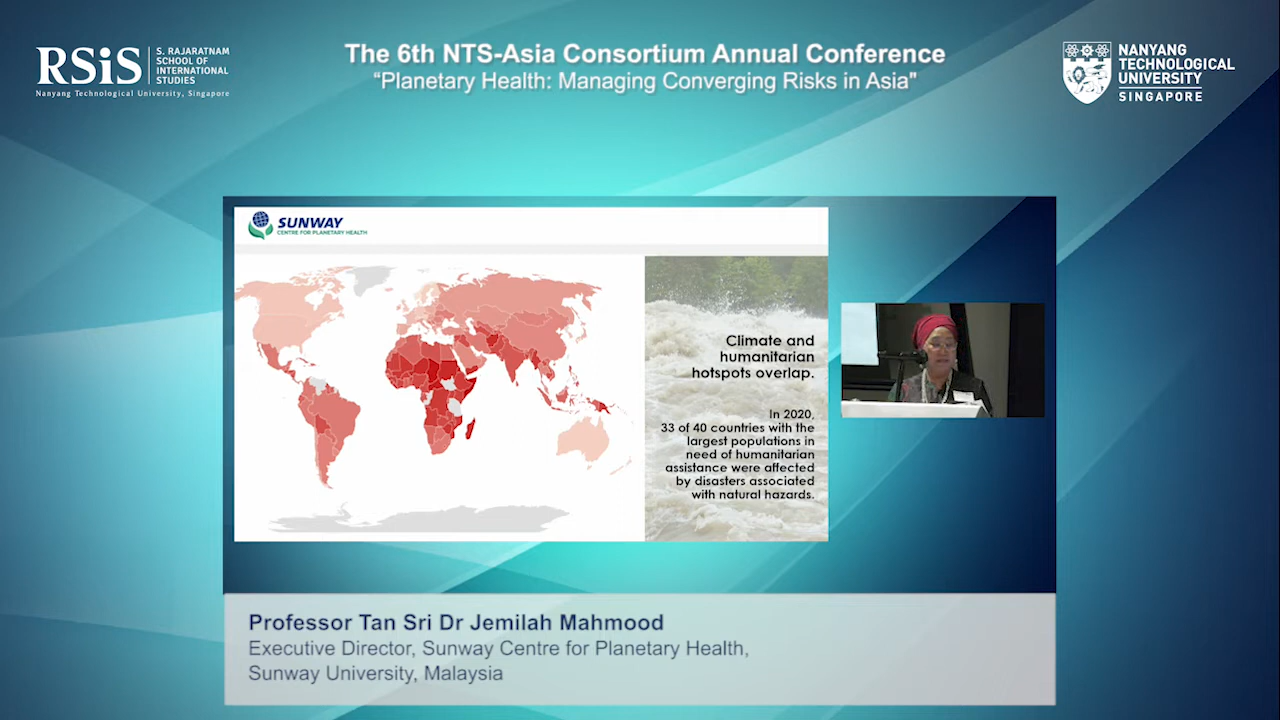 RSiS
S. RAJARATNAM
SCHOOL OF
INTERNATIONAL
STUDIES
Nanyang Technological University, Singapore
The 6th NTS-Asia Consortium Annual Conference
“Planetary Health: Managing Converging Risks in Asia"
NANYANG
TECHNOLOGICAL
UNIVERSITY
SINGAPORE
SUNWAY
CENTRE FOR PLANETARY HEALTH
Climate and
humanitarian
hotspots overlap.
In 2020,
33 of 40 countries with the
largest populations in
need of humanitarian
assistance were affected
by disasters associated
with natural hazards.
Professor Tan Sri Dr Jemilah Mahmood
Executive Director, Sunway Centre for Planetary Health,
Sunway University, Malaysia